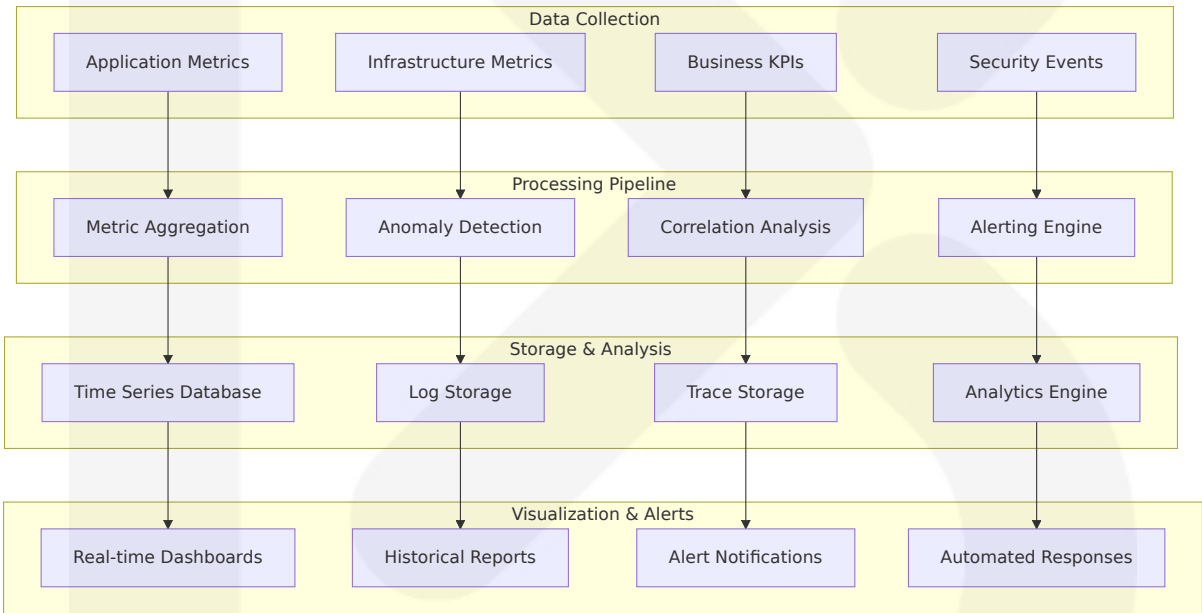 Data Collection
Application Metrics
Infrastructure Metrics
Business KPIs
Security Events
Processing Pipeline
Metric Aggregation
Anomaly Detection
Correlation Analysis
Alerting Engine
Storage & Analysis
Time Series Database
Log Storage
Trace Storage
Analytics Engine
Visualization & Alerts
Real-time Dashboards
Historical Reports
Alert Notifications
Automated Responses